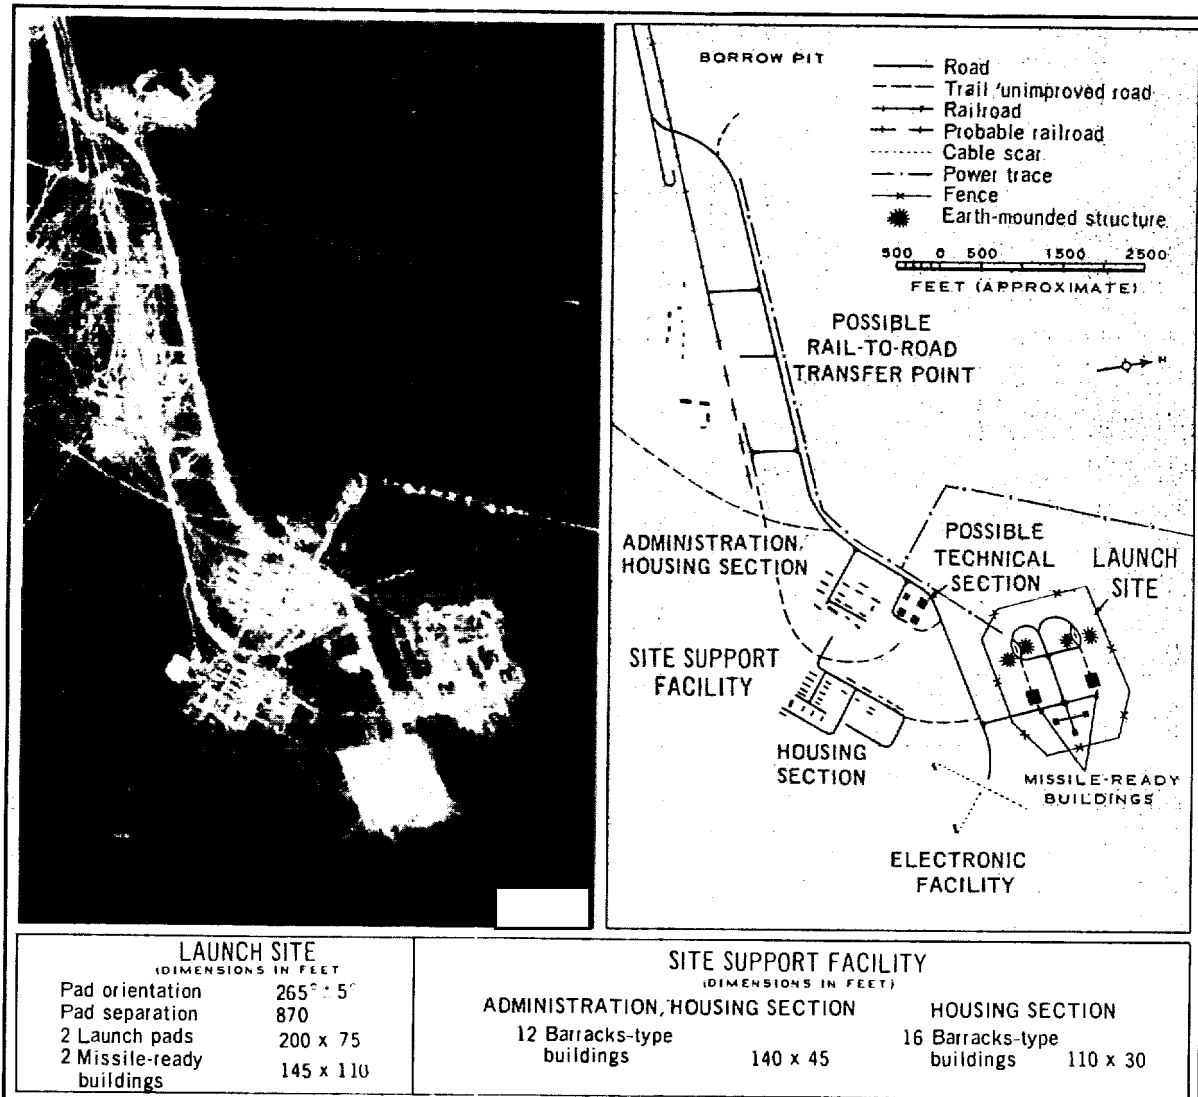 BORROW PIT
Road
Trail/unimproved road
Railroad
Probable railroad
Cable scar
Power trace
Fence
Earth-mounded structure
500 0 500 1500 2500
FEET (APPROXIMATE)
POSSIBLE
RAIL-TO-ROAD
TRANSFER POINT
N
ADMINISTRATION,
HOUSING SECTION
POSSIBLE
TECHNICAL
SECTION
LAUNCH
SITE
SITE SUPPORT
FACILITY
HOUSING
SECTION
MISSILE-READY
BUILDINGS
ELECTRONIC
FACILITY
LAUNCH SITE
(DIMENSIONS IN FEET
Pad orientation 265° ± 5°
Pad separation 870
2 Launch pads 200 x 75
2 Missile-ready
buildings 145 x 110
SITE SUPPORT FACILITY
(DIMENSIONS IN FEET)
ADMINISTRATION, HOUSING SECTION
12 Barracks-type
buildings 140 x 45
HOUSING SECTION
16 Barracks-type
buildings 110 x 30